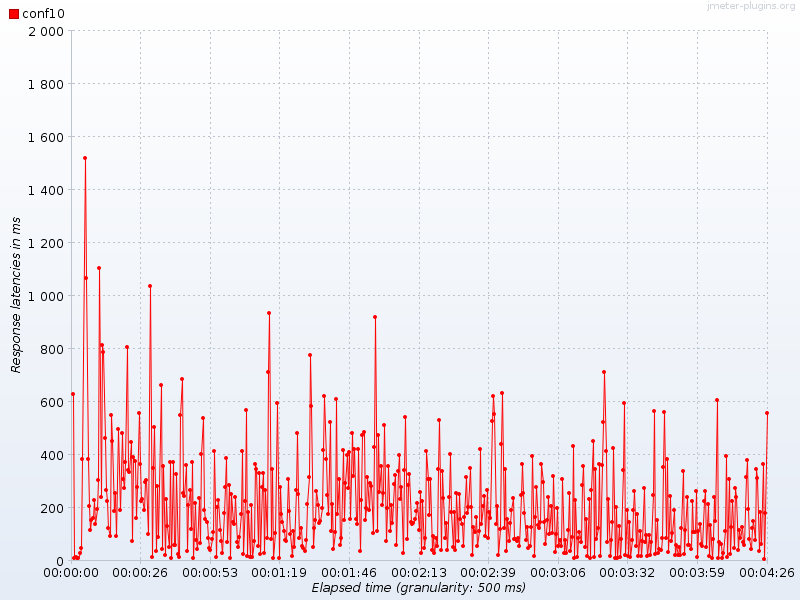 jmeter-plugins.org
conf10
2 000
1 800
1 600
1 400
1 200
1 000
800
600
400
200
0
Response latencies in ms
00:00:00 00:00:26 00:00:53 00:01:19 00:01:46 00:02:13 00:02:39 00:03:06 00:03:32 00:03:59 00:04:26
Elapsed time (granularity: 500 ms)